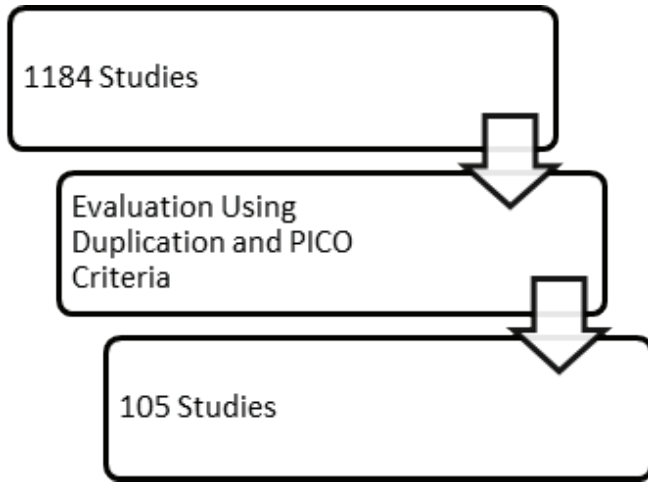 1184 Studies
Evaluation Using
Duplication and PICO
Criteria
105 Studies